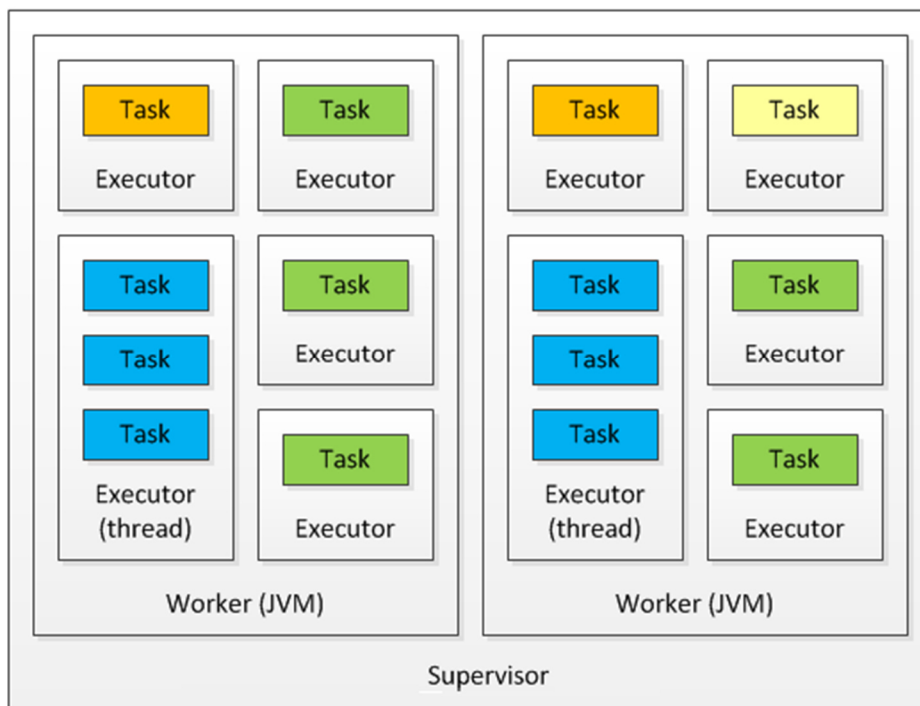 Task
Executor
Task
Executor
Task
Task
Task
Executor
(thread)
Task
Executor
Task
Executor
Worker (JVM)
Task
Executor
Task
Executor
Task
Task
Task
Executor
(thread)
Task
Executor
Task
Executor
Worker (JVM)
Supervisor